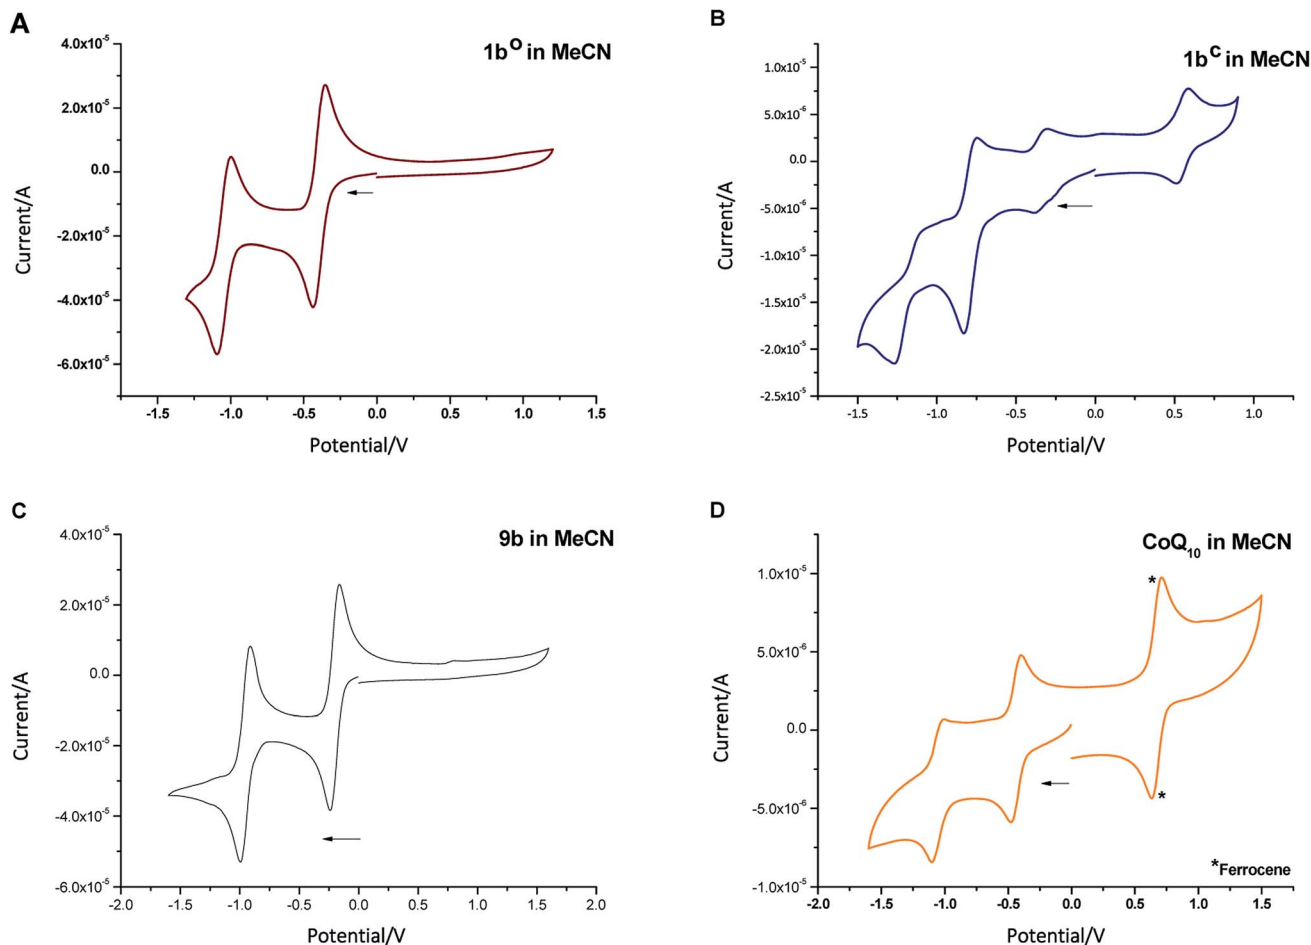 A
1bᴼ in MeCN
Current/A
4.0x10⁻⁵
2.0x10⁻⁵
0.0
-2.0x10⁻⁵
-4.0x10⁻⁵
-6.0x10⁻⁵
-1.5 -1.0 -0.5 0.0 0.5 1.0 1.5
Potential/V
B
1bᶜ in MeCN
Current/A
1.0x10⁻⁵
5.0x10⁻⁶
0.0
-5.0x10⁻⁶
-1.0x10⁻⁵
-1.5x10⁻⁵
-2.0x10⁻⁵
-2.5x10⁻⁵
-1.5 -1.0 -0.5 0.0 0.5 1.0
Potential/V
C
9b in MeCN
Current/A
4.0x10⁻⁵
2.0x10⁻⁵
0.0
-2.0x10⁻⁵
-4.0x10⁻⁵
-6.0x10⁻⁵
-2.0 -1.5 -1.0 -0.5 0.0 0.5 1.0 1.5 2.0
Potential/V
D
CoQ₁₀ in MeCN
Current/A
1.0x10⁻⁵
5.0x10⁻⁶
0.0
-5.0x10⁻⁶
-1.0x10⁻⁵
*
*
*Ferrocene
-2.0 -1.5 -1.0 -0.5 0.0 0.5 1.0 1.5 2.0
Potential/V